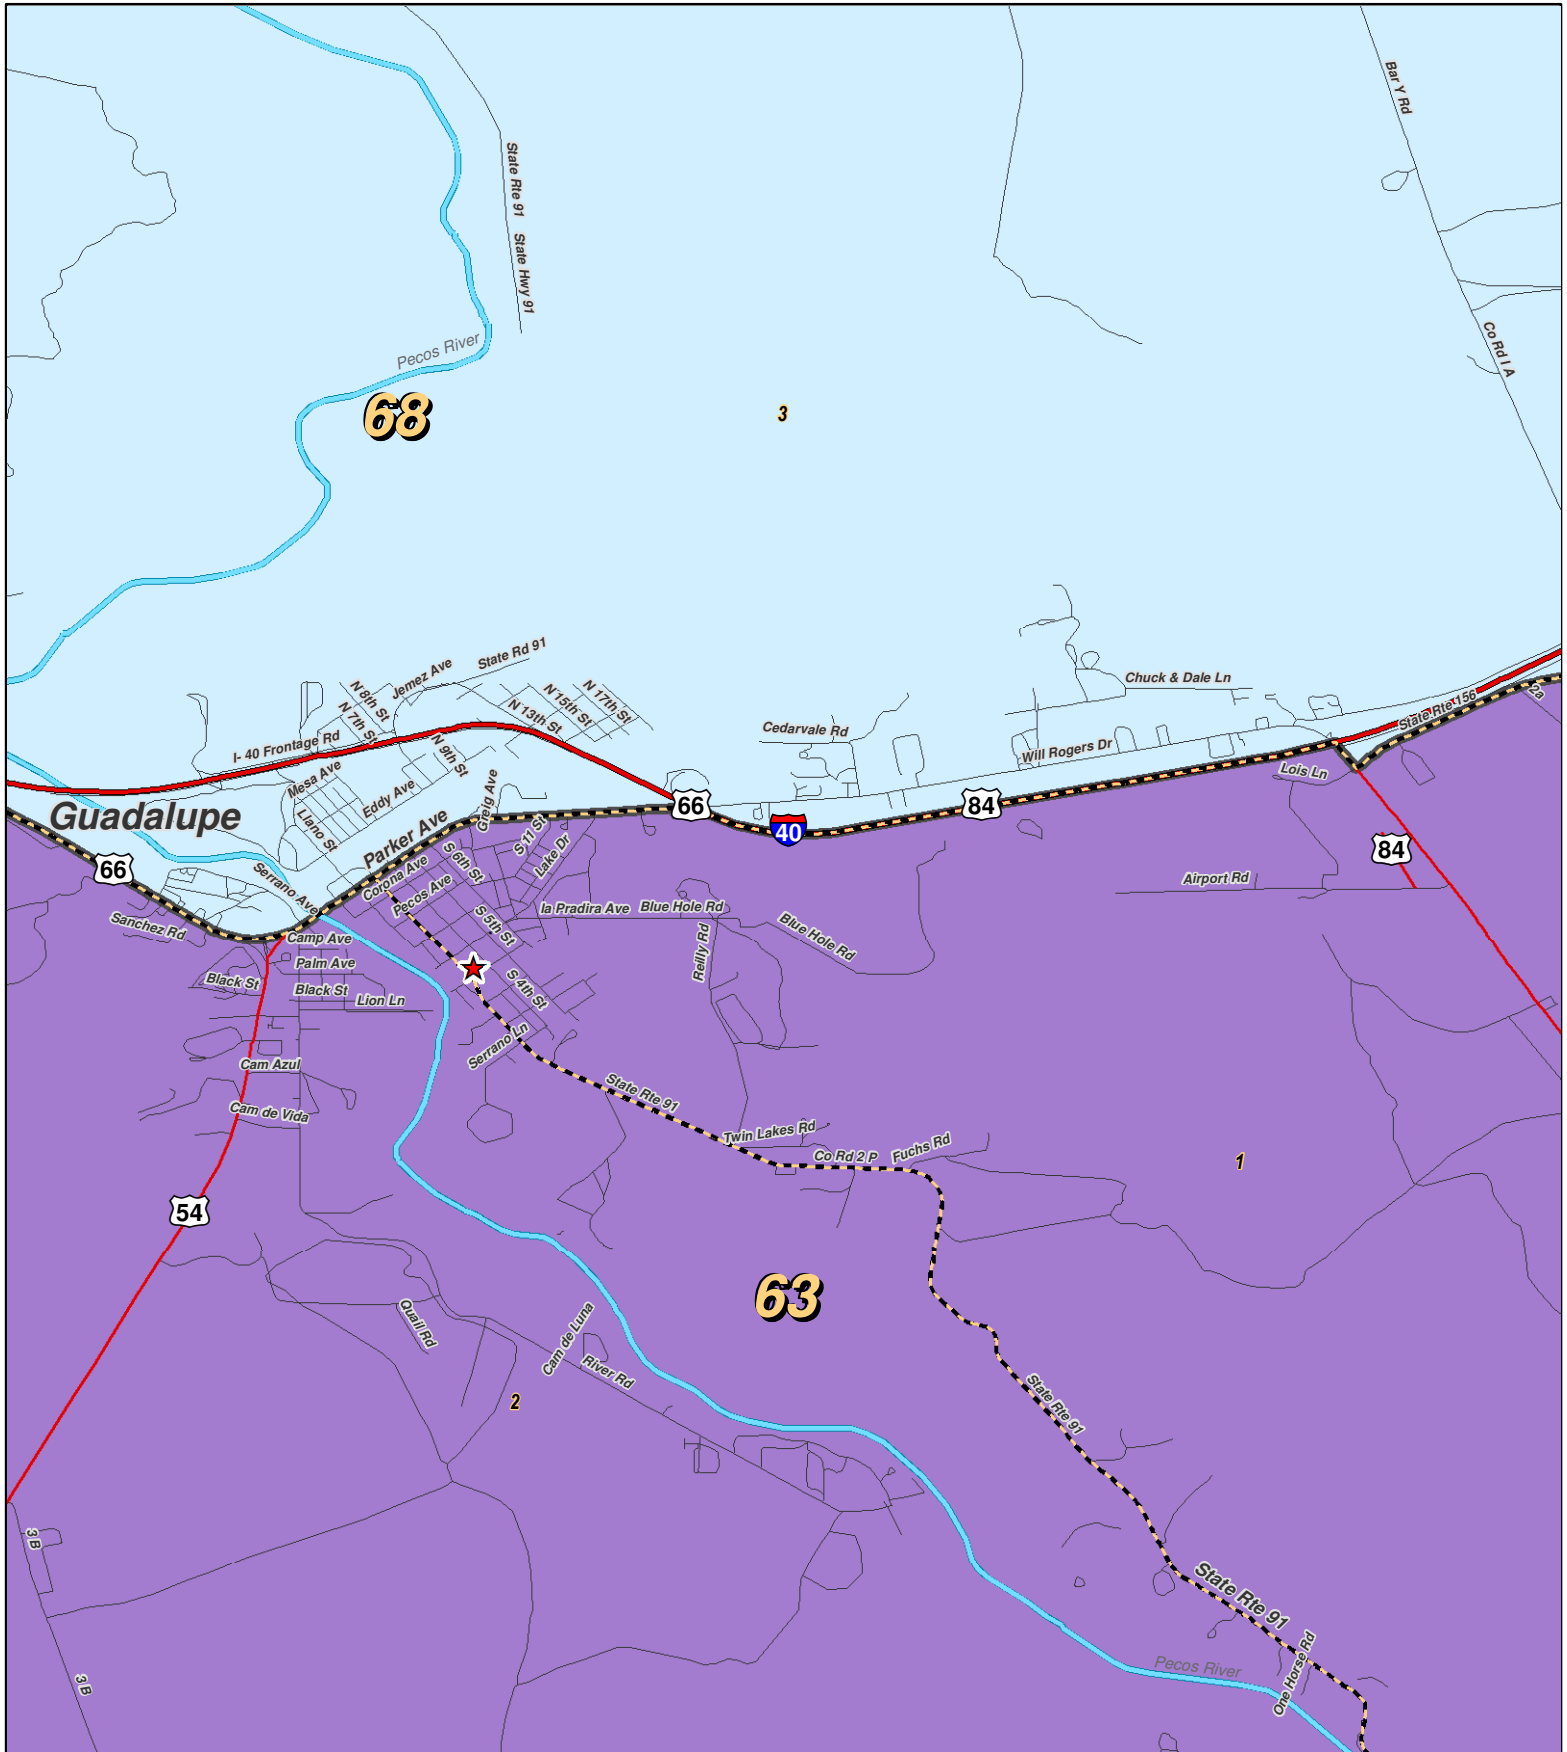 Bar Y Rd
State Rte 91
State Hwy 91
Pecos River
Co Rd I A
68
3
State Rd 91
Jemez Ave
N 8th St
N 7th St
N 17th St
N 15th St
N 13th St
Chuck & Dale Ln
State Rte 156
2a
Cedarvale Rd
I- 40 Frontage Rd
N 9th St
Will Rogers Dr
Mesa Ave
Eddy Ave
Greig Ave
Lois Ln
Guadalupe
Llano St
66
84
40
Parker Ave
S 11 St
84
66
S 6th St
Lake Dr
Corona Ave
Serrano Ave
Pecos Ave
Airport Rd
la Pradira Ave
Blue Hole Rd
Sanchez Rd
S 5th St
Blue Hole Rd
Camp Ave
Reilly Rd
Palm Ave
Black St
Black St
Lion Ln
S 4th St
Serrano Ln
Cam Azul
State Rte 91
Cam de Vida
Twin Lakes Rd
Co Rd 2 P
Fuchs Rd
1
54
63
Quail Rd
Cam de Luna
River Rd
2
State Rte 91
3 B
State Rte 91
Pecos River
One Horse Rd
3 B